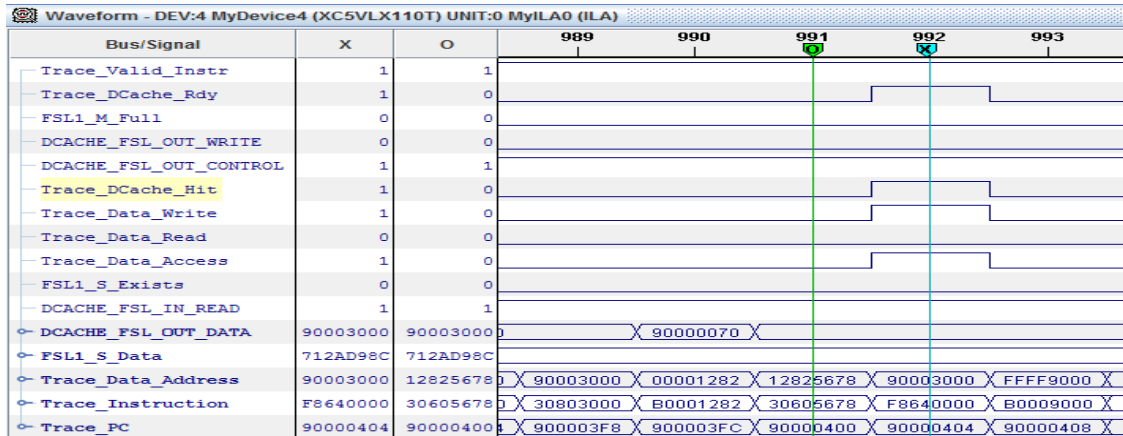 Waveform - DEV:4 MyDevice4 (XC5VLX110T) UNIT:0 MyILA0 (ILA)
Bus/Signal X O 989 990 991 992 993
O X
Trace_Valid_Instr 1 1
Trace_DCache_Rdy 1 0
FSL1_M_Full 0 0
DCACHE_FSL_OUT_WRITE 0 0
DCACHE_FSL_OUT_CONTROL 1 1
Trace_DCache_Hit 1 0
Trace_Data_Write 1 0
Trace_Data_Read 0 0
Trace_Data_Access 1 0
FSL1_S_Exists 0 0
DCACHE_FSL_IN_READ 1 1
DCACHE_FSL_OUT_DATA 90003000 90003000 90000070
FSL1_S_Data 712AD98C 712AD98C
Trace_Data_Address 90003000 12825678 90003000 00001282 12825678 90003000 FFFF9000
Trace_Instruction F8640000 30605678 30803000 B0001282 30605678 F8640000 B0009000
Trace_PC 90000404 90000400 900003F8 900003FC 90000400 90000404 90000408